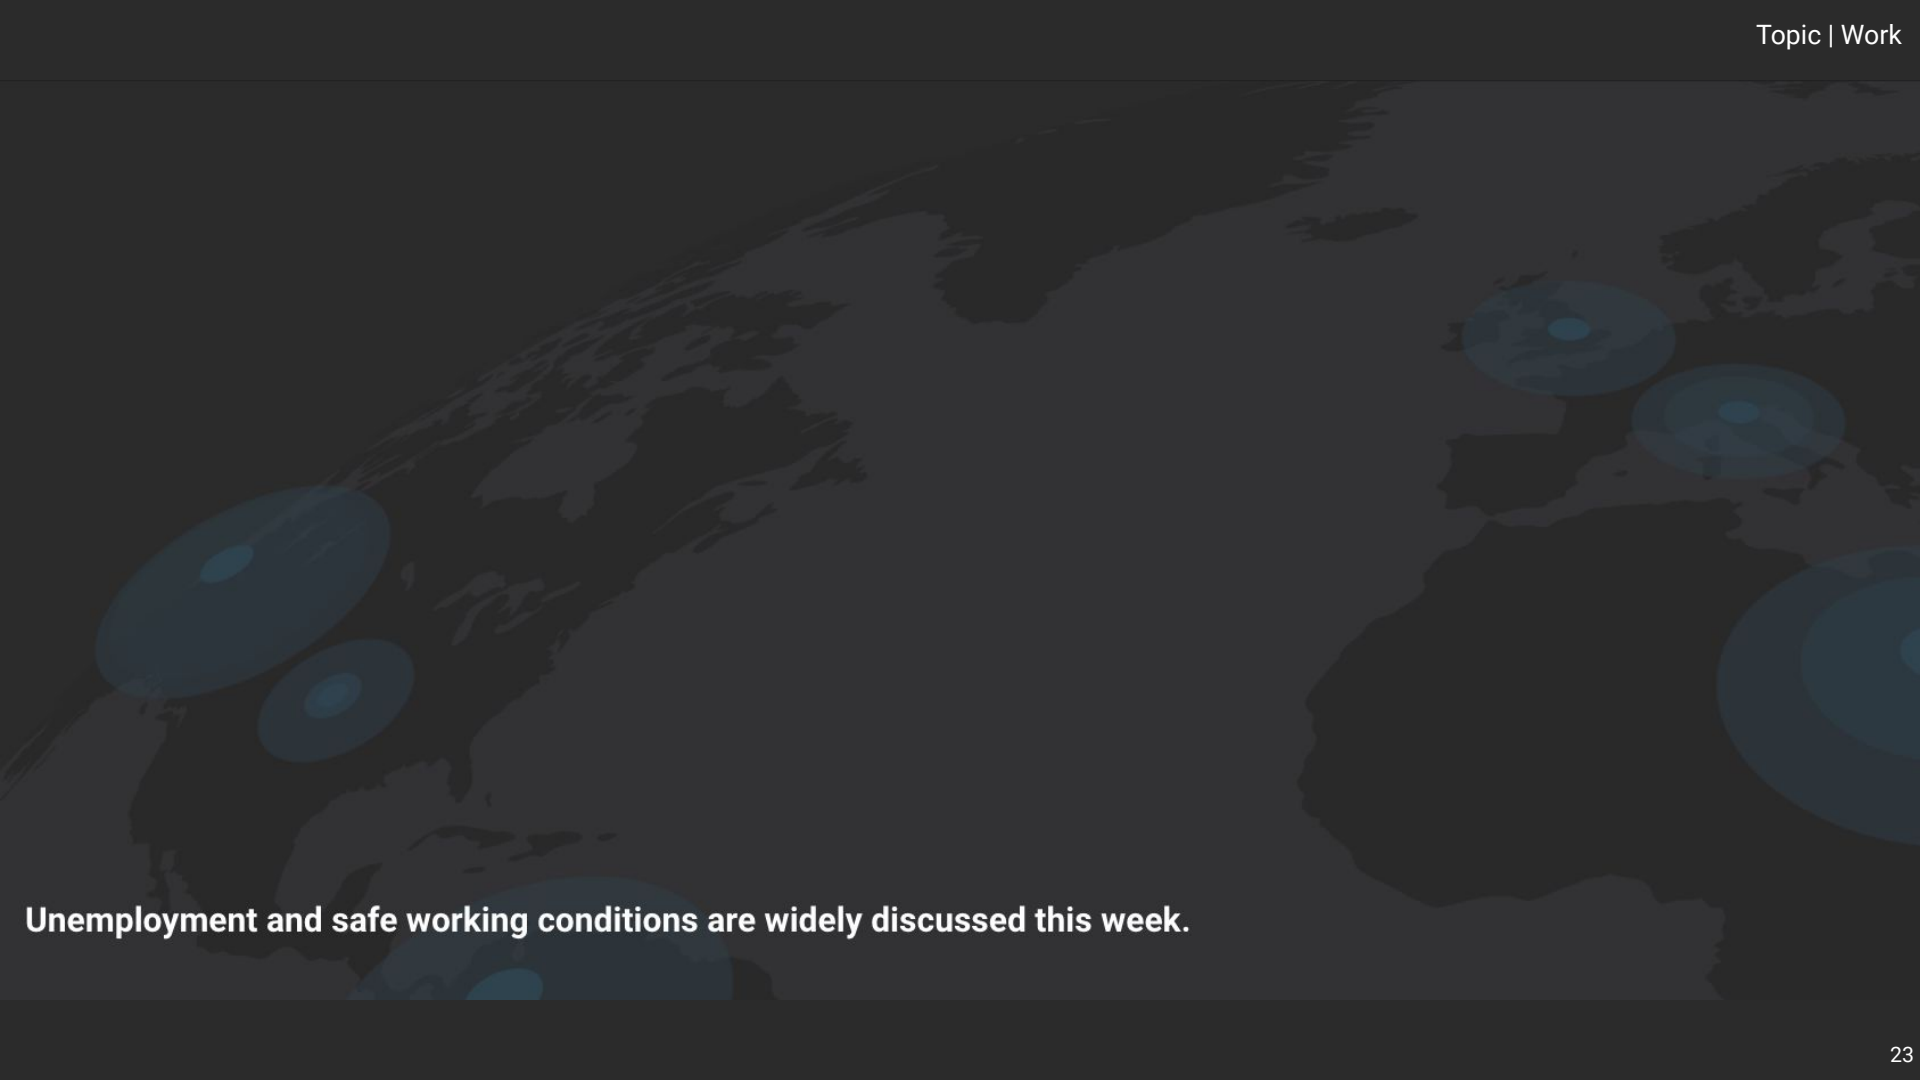 Topic | Work
Unemployment and safe working conditions are widely discussed this week.
23